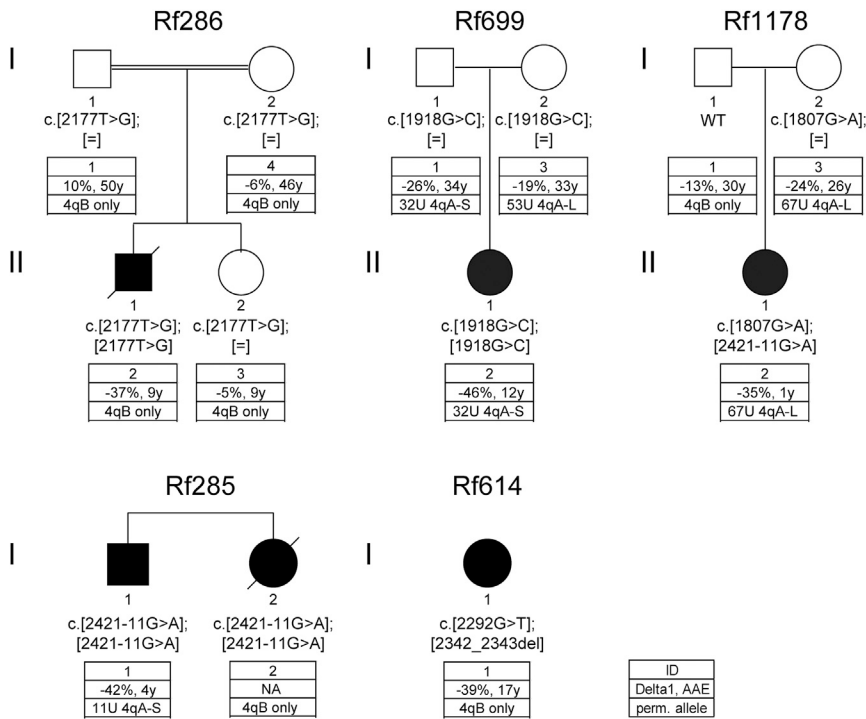 Rf286
I
1
c.[2177T>G];
[=]
1
10%, 50y
4qB only
2
c.[2177T>G];
[=]
4
-6%, 46y
4qB only
II
1
c.[2177T>G];
[2177T>G]
2
-37%, 9y
4qB only
2
c.[2177T>G];
[=]
3
-5%, 9y
4qB only
Rf699
I
1
c.[1918G>C];
[=]
1
-26%, 34y
32U 4qA-S
2
c.[1918G>C];
[=]
3
-19%, 33y
53U 4qA-L
II
1
c.[1918G>C];
[1918G>C]
2
-46%, 12y
32U 4qA-S
Rf1178
I
1
WT
1
-13%, 30y
4qB only
2
c.[1807G>A];
[=]
3
-24%, 26y
67U 4qA-L
II
1
c.[1807G>A];
[2421-11G>A]
2
-35%, 1y
67U 4qA-L
Rf285
I
1
c.[2421-11G>A];
[2421-11G>A]
1
-42%, 4y
11U 4qA-S
2
c.[2421-11G>A];
[2421-11G>A]
2
NA
4qB only
Rf614
I
1
c.[2292G>T];
[2342_2343del]
1
-39%, 17y
4qB only
ID
Delta1, AAE
perm. allele